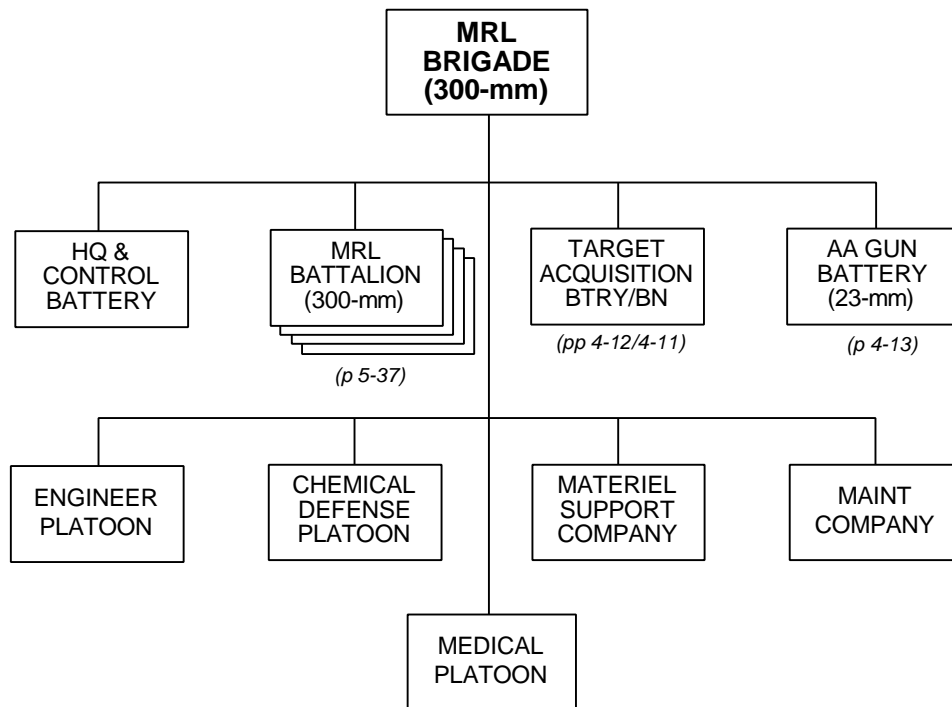 MRL
BRIGADE
(300-mm)
HQ &
CONTROL
BATTERY
MRL
BATTALION
(300-mm)
(p 5-37)
TARGET
ACQUISITION
BTRY/BN
(pp 4-12/4-11)
AA GUN
BATTERY
(23-mm)
(p 4-13)
ENGINEER
PLATOON
CHEMICAL
DEFENSE
PLATOON
MATERIEL
SUPPORT
COMPANY
MAINT
COMPANY
MEDICAL
PLATOON